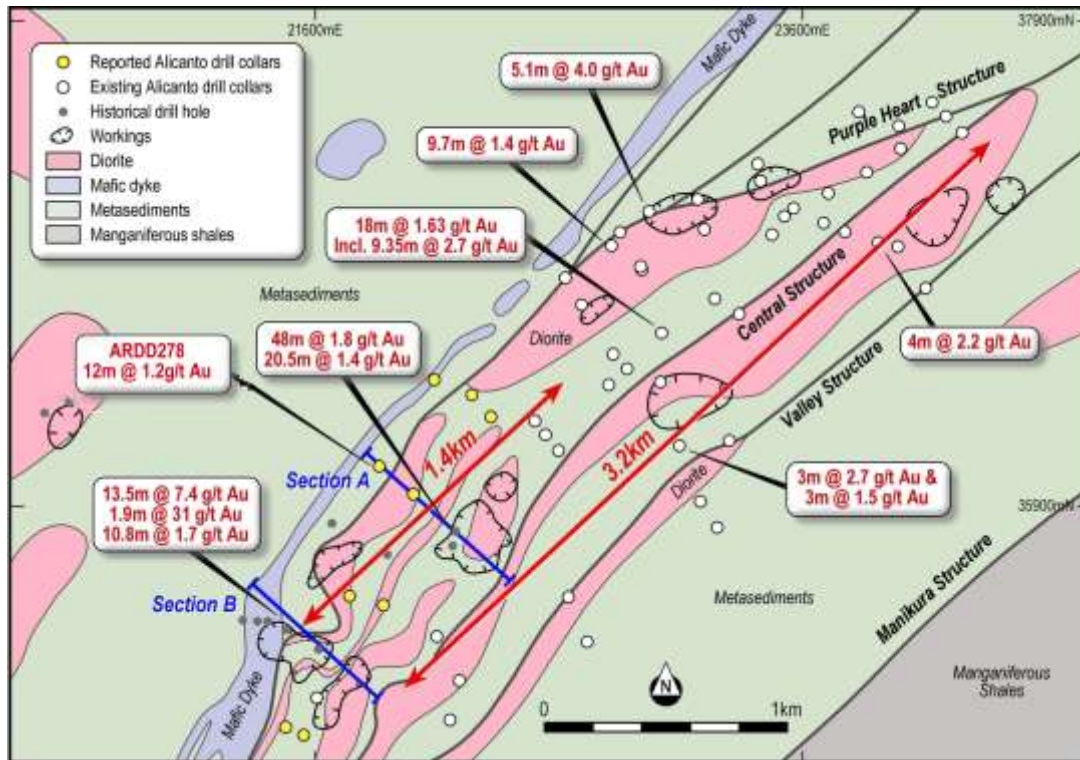 21600mE
23600mE
37900mN
Reported Alicanto drill collars
Existing Alicanto drill collars
Historical drill hole
Workings
Diorite
Mafic dyke
Metasediments
Manganiferous shales
Mafic Dyke
5.1m @ 4.0 g/t Au
Purple Heart Structure
9.7m @ 1.4 g/t Au
18m @ 1.63 g/t Au
Incl. 9.35m @ 2.7 g/t Au
Metasediments
Diorite
Central Structure
48m @ 1.8 g/t Au
20.5m @ 1.4 g/t Au
4m @ 2.2 g/t Au
ARDD278
12m @ 1.2g/t Au
Valley Structure
1.4km
3.2km
Section A
Diorite
3m @ 2.7 g/t Au &
3m @ 1.5 g/t Au
13.5m @ 7.4 g/t Au
1.9m @ 31 g/t Au
10.8m @ 1.7 g/t Au
35900mN
Section B
Manikura Structure
Metasediments
Manganiferous
Shales
N
Mafic Dyke
0
1km